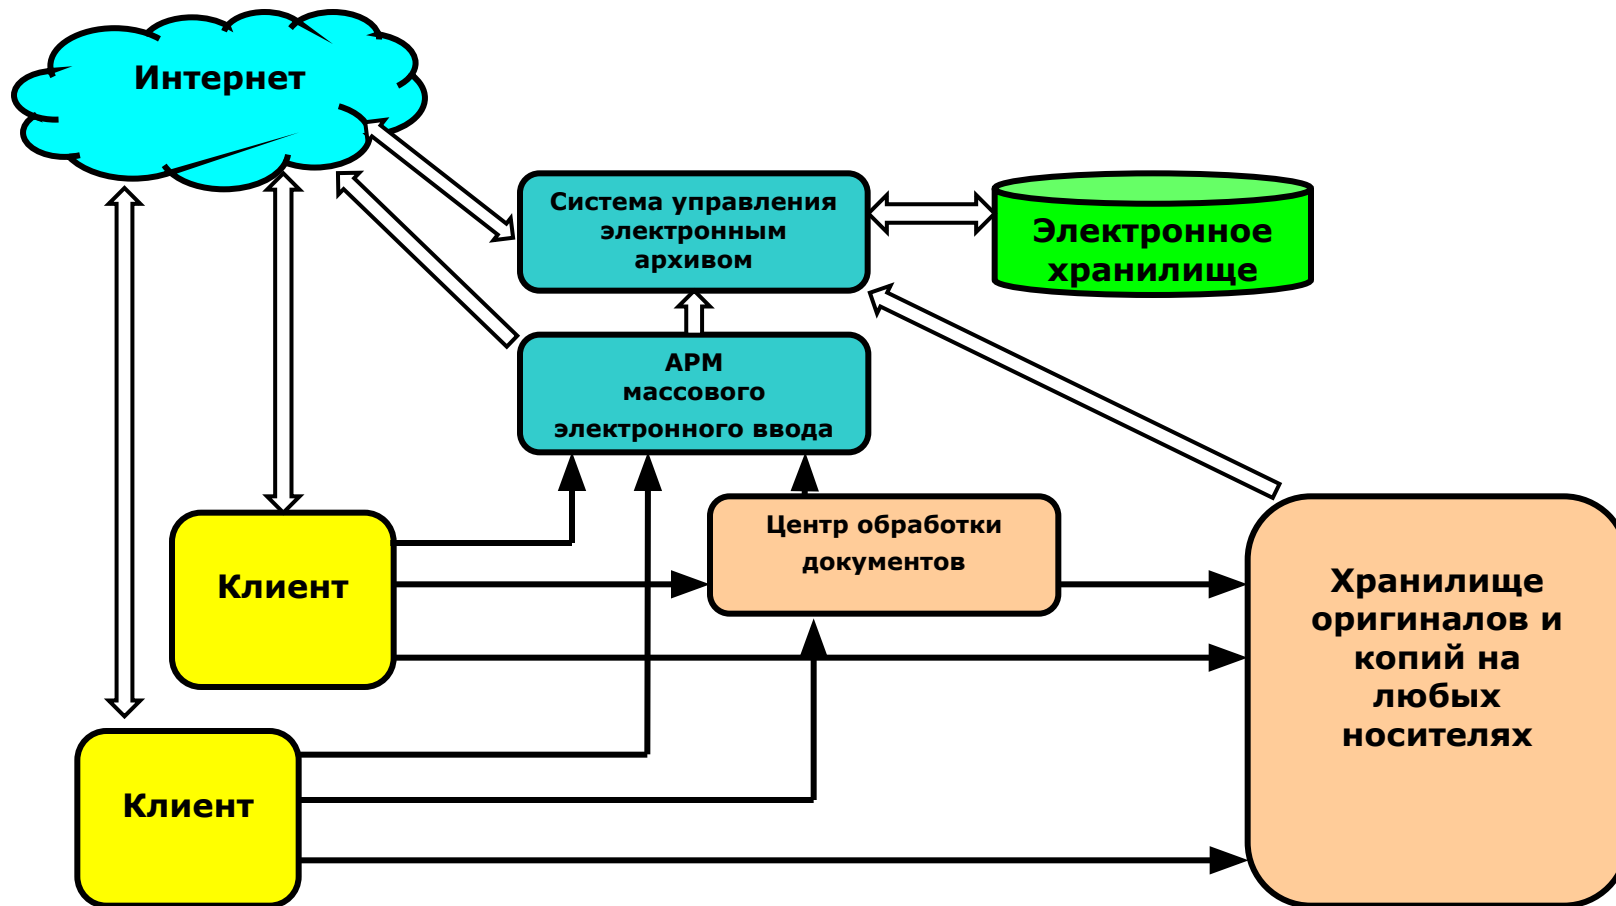 Интернет
Система управления
электронным
архивом
Электронное
хранилище
АРМ
массового
электронного ввода
Центр обработки
документов
Клиент
Хранилище
оригиналов и
копий на
любых
носителях
Клиент